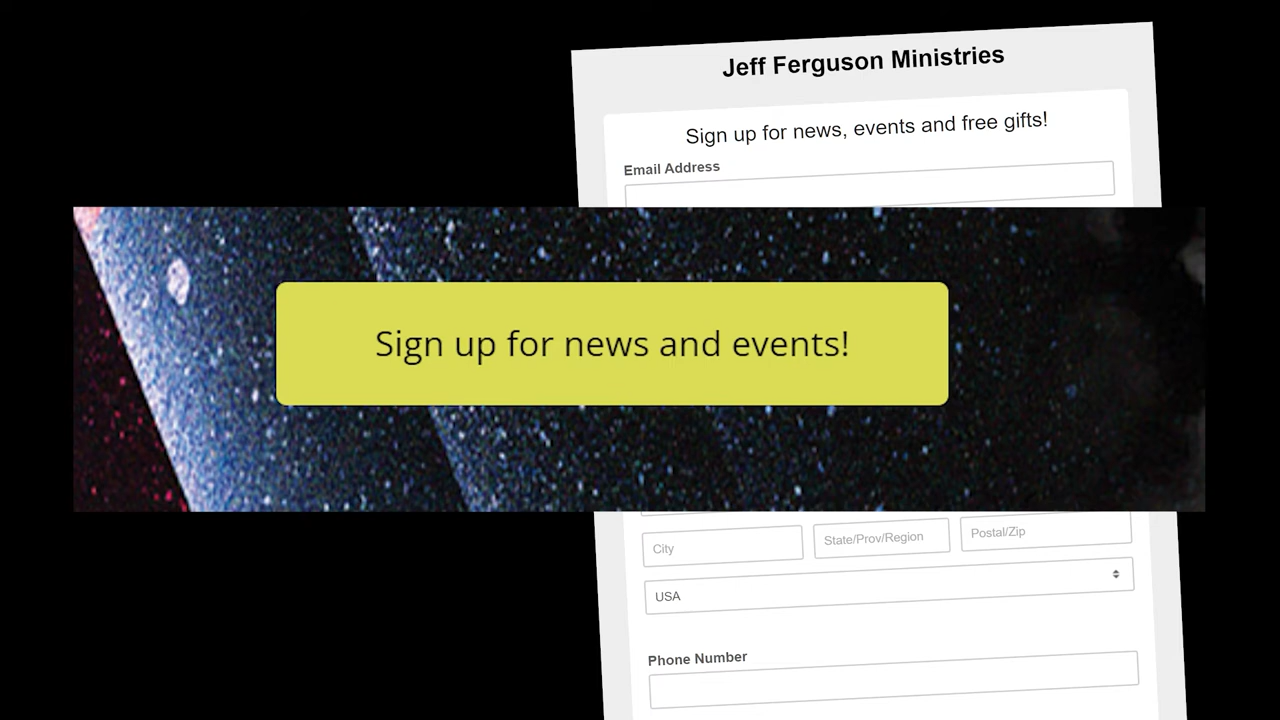 Jeff Ferguson Ministries
Sign up for news, events and free gifts!
Email Address
Sign up for news and events!
City
State/Prov/Region
Postal/Zip
USA
Phone Number